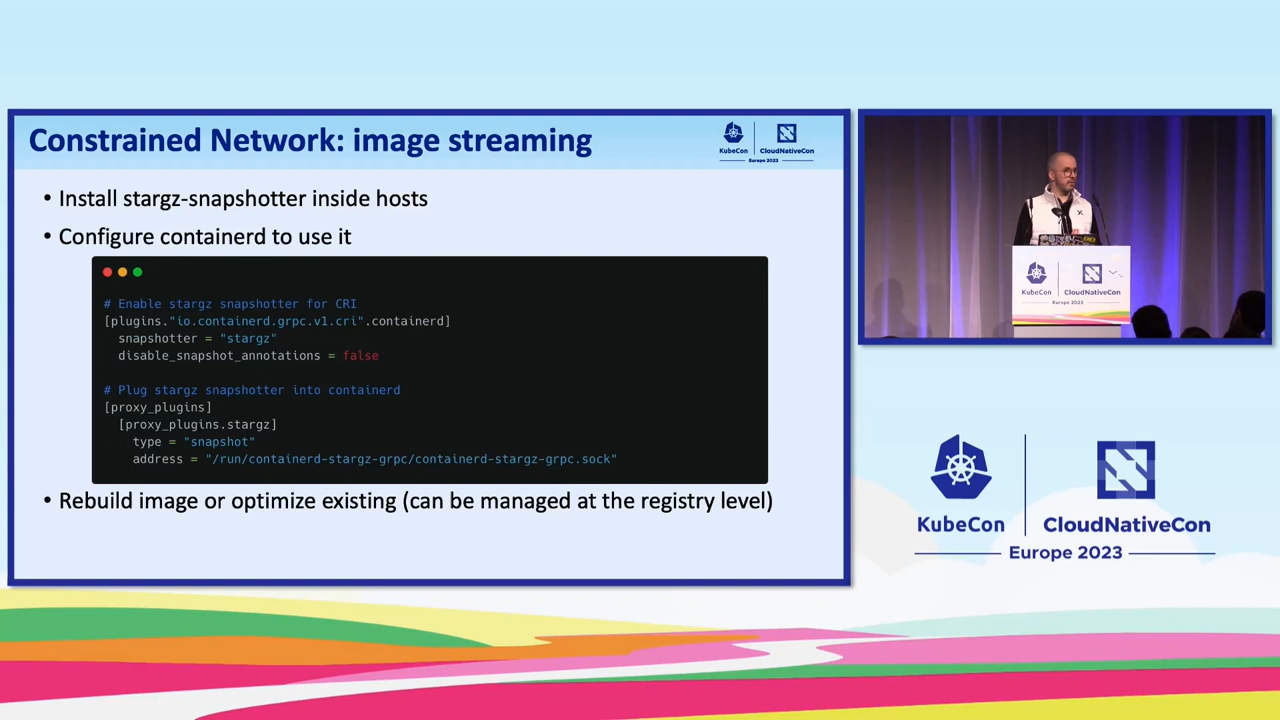 Constrained Network: image streaming
KubeCon
CloudNativeCon
Europe 2023
• Install stargz-snapshotter inside hosts
• Configure containerd to use it
# Enable stargz snapshotter for CRI
[plugins."io.containerd.grpc.v1.cri".containerd]
snapshotter = "stargz"
disable_snapshot_annotations = false
# Plug stargz snapshotter into containerd
[proxy_plugins]
[proxy_plugins.stargz]
type = "snapshot"
address = "/run/containerd-stargz-grpc/containerd-stargz-grpc.sock"
• Rebuild image or optimize existing (can be managed at the registry level)
KubeCon
CloudNativeCon
Europe 2023
KubeCon
CloudNativeCon
Europe 2023